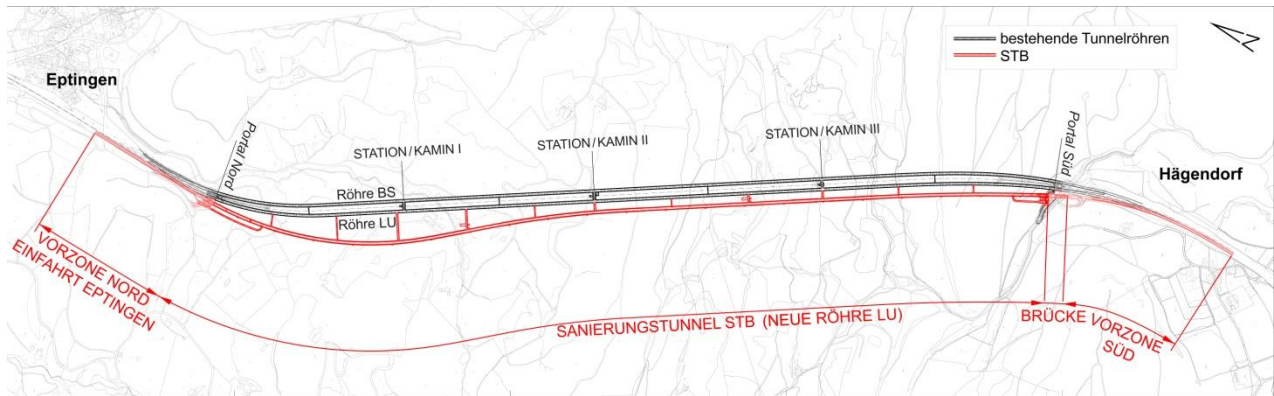 Eptingen
Portal Nord
STATION/KAMIN I
STATION/KAMIN II
STATION/KAMIN III
Portal Süd
Hägendorf
bestehende Tunnelröhren
STB
N
Röhre BS
Röhre LU
VORZONE NORD
EINFAHRT EPTINGEN
SANIERUNGSTUNNEL STB (NEUE RÖHRE LU)
BRÜCKE
VORZONE
SÜD